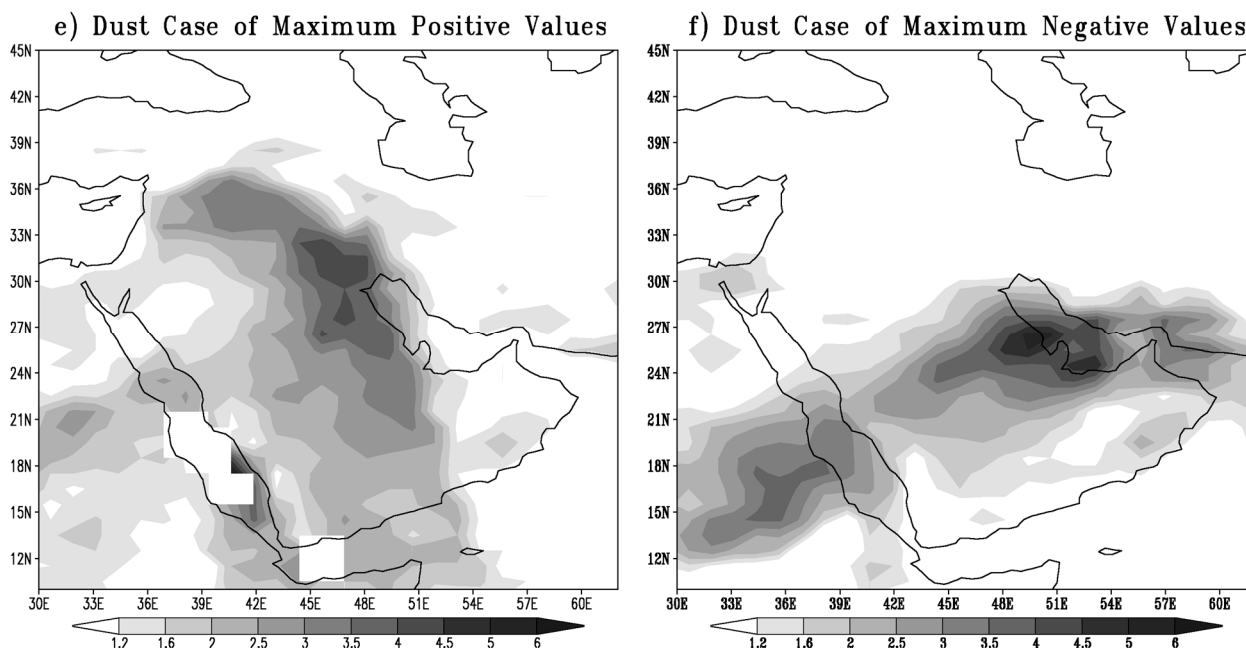 e) Dust Case of Maximum Positive Values
45N
42N
39N
36N
33N
30N
27N
24N
21N
18N
15N
12N
30E 33E 36E 39E 42E 45E 48E 51E 54E 57E 60E
1.2 1.6 2 2.5 3 3.5 4 4.5 5 6
f) Dust Case of Maximum Negative Values
45N
42N
39N
36N
33N
30N
27N
24N
21N
18N
15N
12N
30E 33E 36E 39E 42E 45E 48E 51E 54E 57E 60E
1.2 1.6 2 2.5 3 3.5 4 4.5 5 6